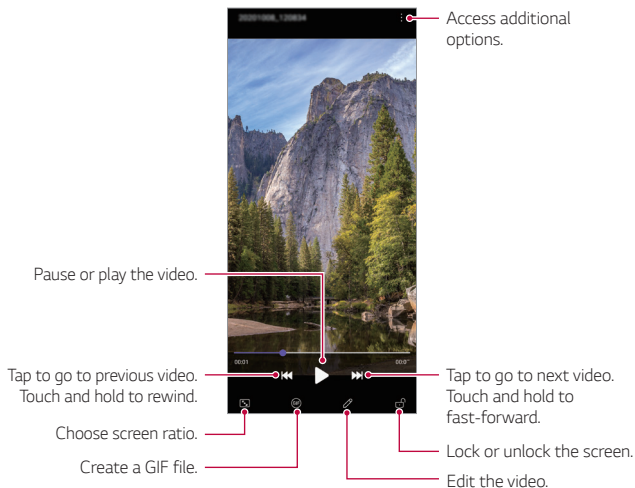 20201008_120834
Access additional
options.
Pause or play the video.
00:01
Tap to go to previous video.
Touch and hold to rewind.
Tap to go to next video.
Touch and hold to
fast-forward.
GIF
Choose screen ratio.
Lock or unlock the screen.
Create a GIF file.
Edit the video.